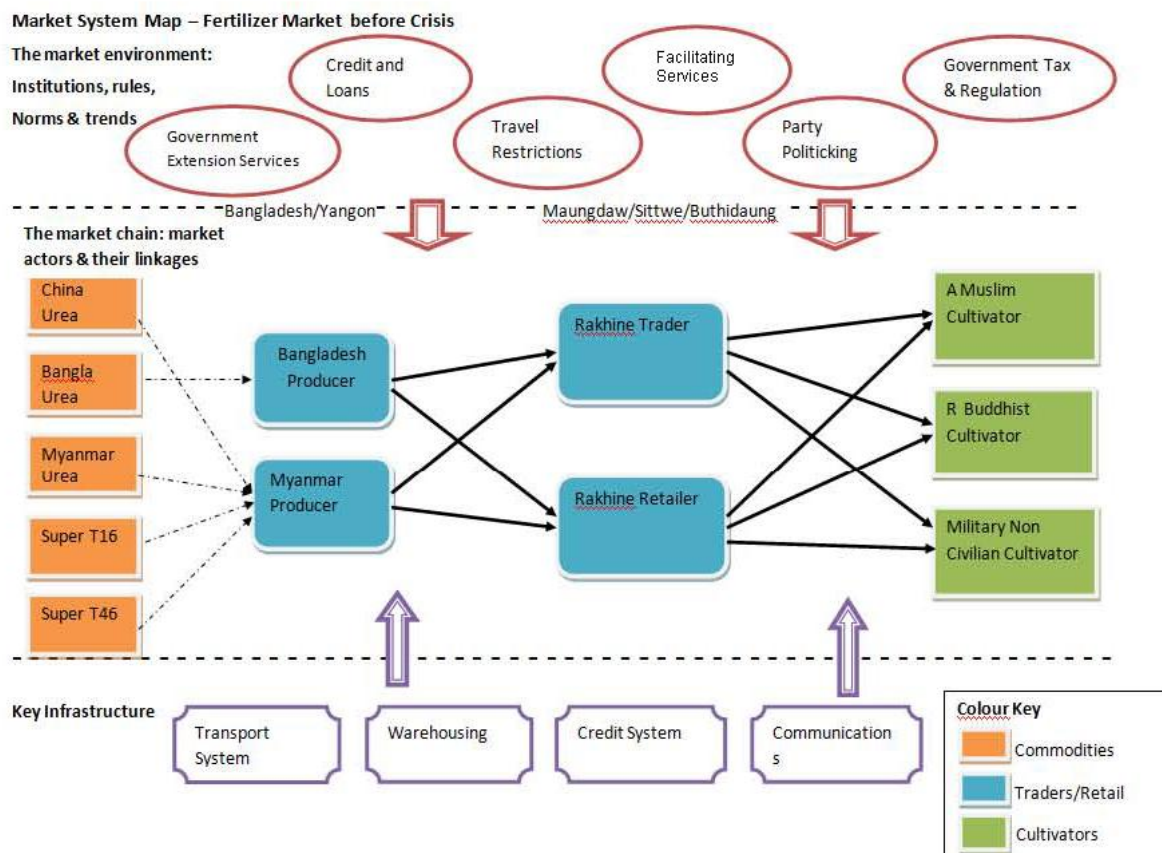 Market System Map – Fertilizer Market before Crisis
The market environment:
Institutions, rules,
Norms & trends
Credit and
Loans
Facilitating
Services
Government Tax
& Regulation
Government
Extension Services
Travel
Restrictions
Party
Politicking
Bangladesh/Yangon
Maungdaw/Sittwe/Buthidaung
The market chain: market
actors & their linkages
China
Urea
Bangla
Urea
Myanmar
Urea
Super T16
Super T46
Bangladesh
Producer
Myanmar
Producer
Rakhine Trader
Rakhine Retailer
A Muslim
Cultivator
R Buddhist
Cultivator
Military Non
Civilian Cultivator
Key Infrastructure
Transport
System
Warehousing
Credit System
Communication
s
Colour Key
Commodities
Traders/Retail
Cultivators